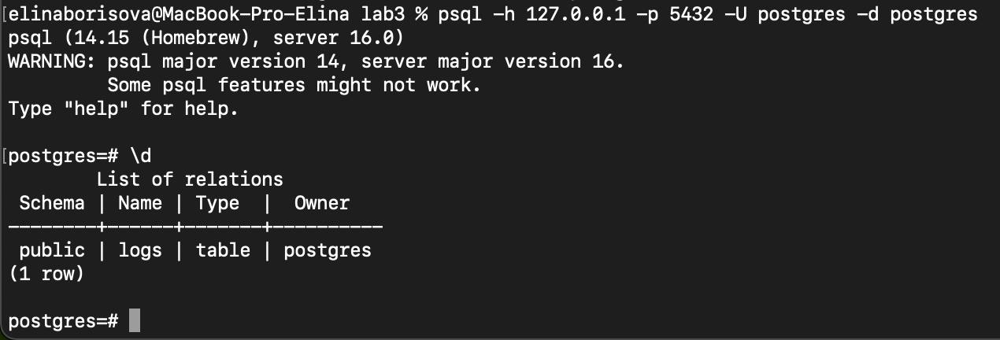 [elinaborisova@MacBook-Pro-Elina lab3 % psql -h 127.0.0.1 -p 5432 -U postgres -d postgres
psql (14.15 (Homebrew), server 16.0)
WARNING: psql major version 14, server major version 16.
         Some psql features might not work.
Type "help" for help.

[postgres=# \d
        List of relations
 Schema | Name | Type  |  Owner
--------+------+-------+----------
 public | logs | table | postgres
(1 row)

postgres=#